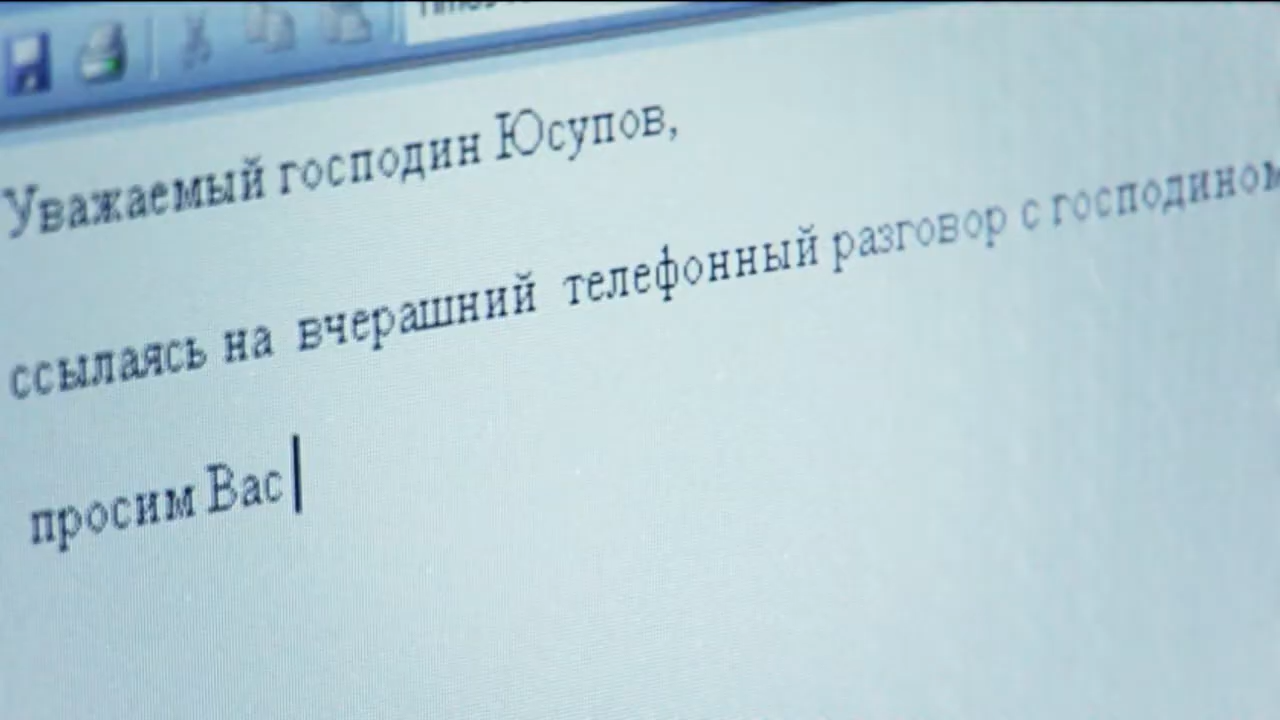 Уважаемый господин Юсупов,
ссылаясь на вчерашний телефонный разговор с господином
просим Вас